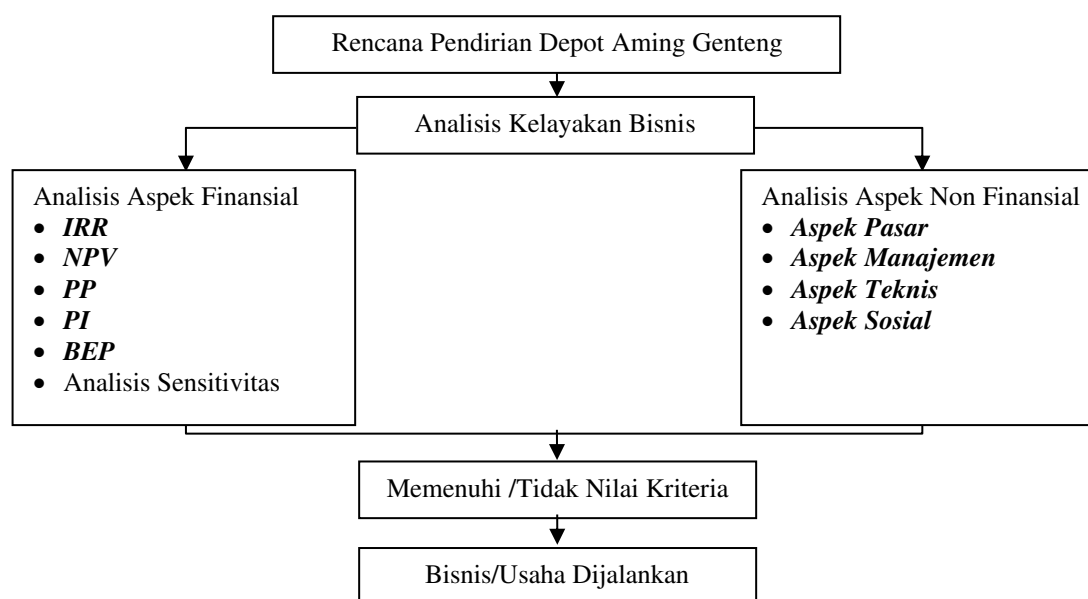 Rencana Pendirian Depot Aming Genteng
Analisis Kelayakan Bisnis
Analisis Aspek Finansial
• IRR
• NPV
• PP
• PI
• BEP
• Analisis Sensitivitas
Analisis Aspek Non Finansial
• Aspek Pasar
• Aspek Manajemen
• Aspek Teknis
• Aspek Sosial
Memenuhi /Tidak Nilai Kriteria
Bisnis/Usaha Dijalankan